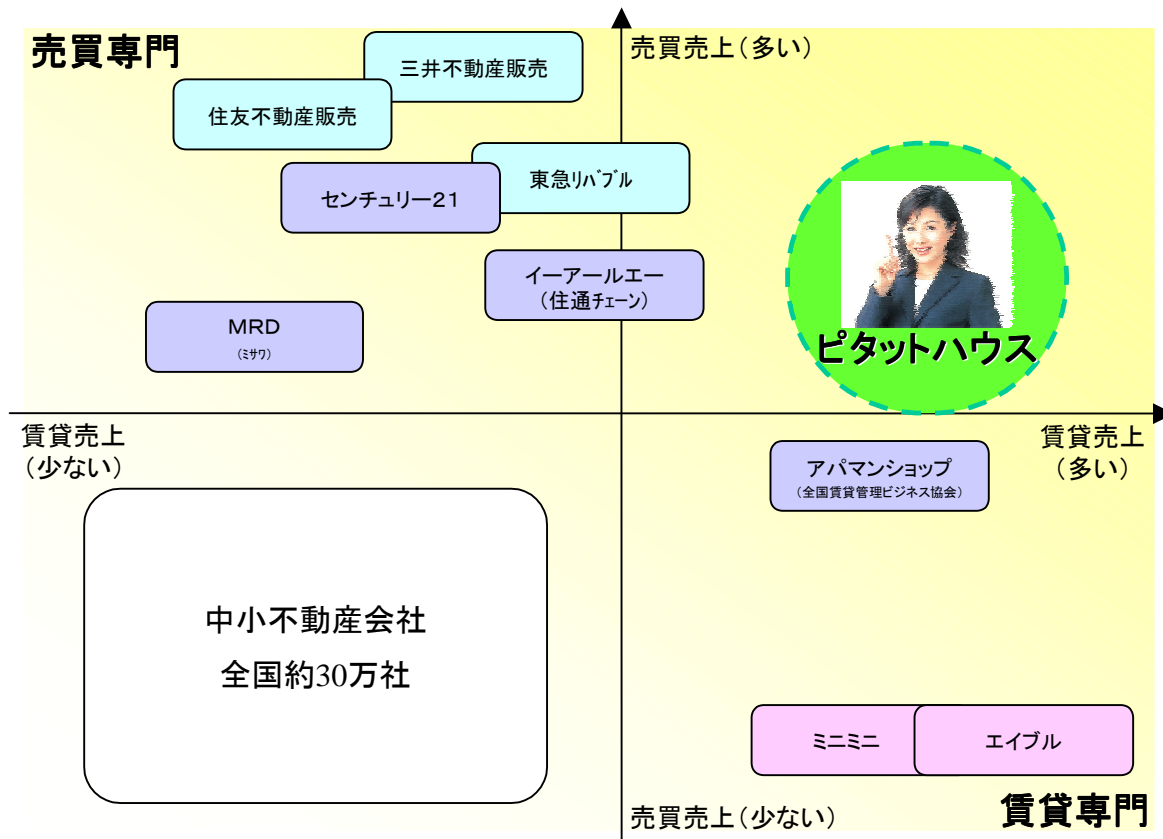 売買専門
売買売上(多い)
三井不動産販売
住友不動産販売
東急ﾘﾊﾞﾌﾞﾙ
センチュリー21
イーアールエー
(住通ﾁｪｰﾝ)
MRD
(ﾐｻﾜ)
ピタットハウス
賃貸売上
(少ない)
賃貸売上
(多い)
アパマンショップ
(全国賃貸管理ビジネス協会)
中小不動産会社
全国約30万社
ミニミニ
エイブル
売買売上(少ない)
賃貸専門